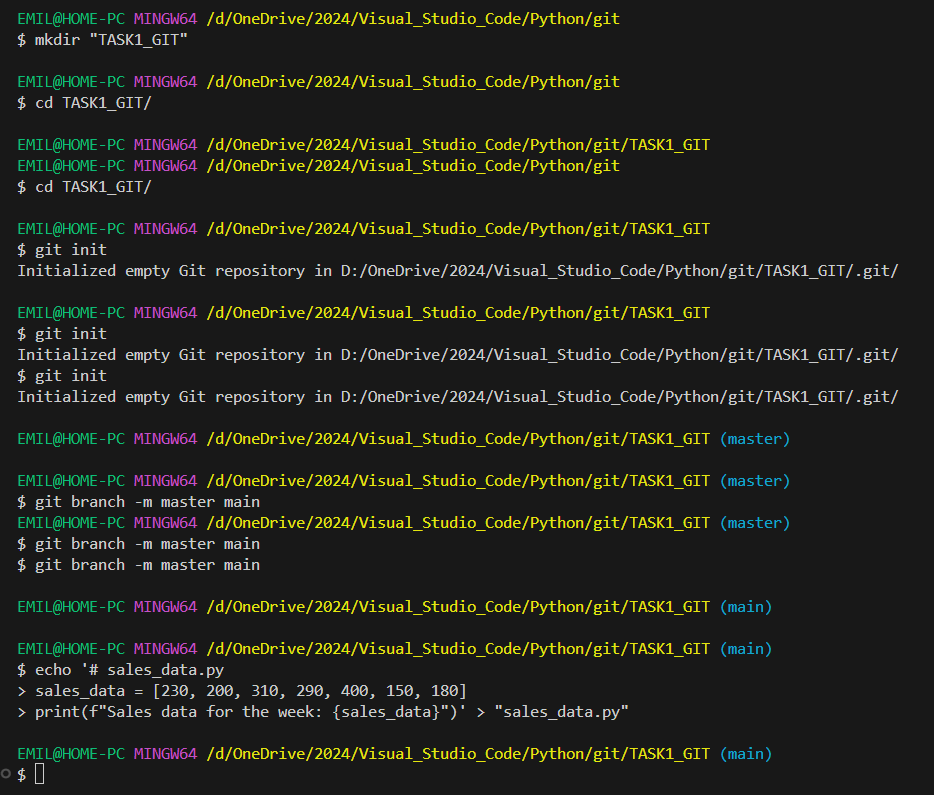 EMIL@HOME-PC MINGW64 /d/OneDrive/2024/Visual_Studio_Code/Python/git
$ mkdir "TASK1_GIT"
EMIL@HOME-PC MINGW64 /d/OneDrive/2024/Visual_Studio_Code/Python/git
$ cd TASK1_GIT/
EMIL@HOME-PC MINGW64 /d/OneDrive/2024/Visual_Studio_Code/Python/git/TASK1_GIT
EMIL@HOME-PC MINGW64 /d/OneDrive/2024/Visual_Studio_Code/Python/git
$ cd TASK1_GIT/
EMIL@HOME-PC MINGW64 /d/OneDrive/2024/Visual_Studio_Code/Python/git/TASK1_GIT
$ git init
Initialized empty Git repository in D:/OneDrive/2024/Visual_Studio_Code/Python/git/TASK1_GIT/.git/
EMIL@HOME-PC MINGW64 /d/OneDrive/2024/Visual_Studio_Code/Python/git/TASK1_GIT
$ git init
Initialized empty Git repository in D:/OneDrive/2024/Visual_Studio_Code/Python/git/TASK1_GIT/.git/
$ git init
Initialized empty Git repository in D:/OneDrive/2024/Visual_Studio_Code/Python/git/TASK1_GIT/.git/
EMIL@HOME-PC MINGW64 /d/OneDrive/2024/Visual_Studio_Code/Python/git/TASK1_GIT (master)
EMIL@HOME-PC MINGW64 /d/OneDrive/2024/Visual_Studio_Code/Python/git/TASK1_GIT (master)
$ git branch -m master main
EMIL@HOME-PC MINGW64 /d/OneDrive/2024/Visual_Studio_Code/Python/git/TASK1_GIT (master)
$ git branch -m master main
$ git branch -m master main
EMIL@HOME-PC MINGW64 /d/OneDrive/2024/Visual_Studio_Code/Python/git/TASK1_GIT (main)
EMIL@HOME-PC MINGW64 /d/OneDrive/2024/Visual_Studio_Code/Python/git/TASK1_GIT (main)
$ echo '# sales_data.py
> sales_data = [230, 200, 310, 290, 400, 150, 180]
> print(f"Sales data for the week: {sales_data}")' > "sales_data.py"
EMIL@HOME-PC MINGW64 /d/OneDrive/2024/Visual_Studio_Code/Python/git/TASK1_GIT (main)
$